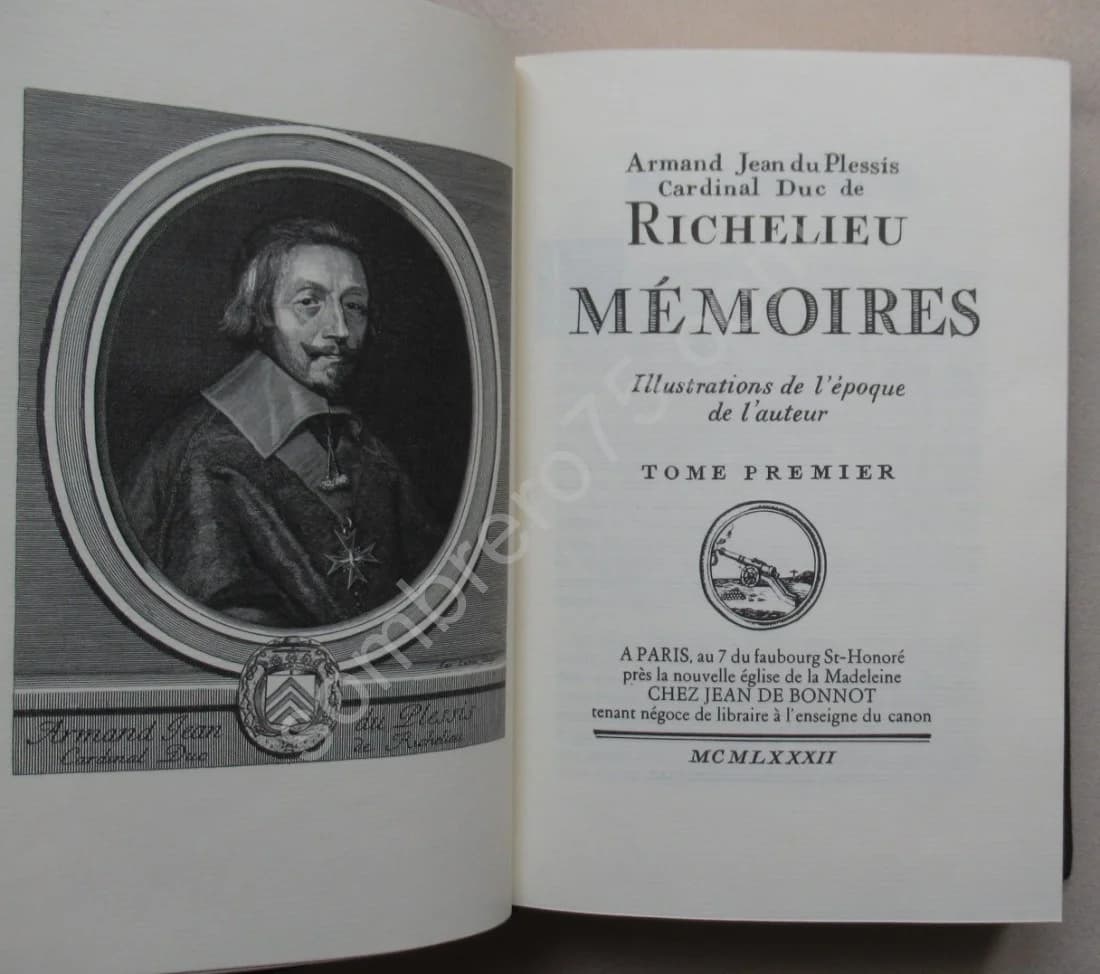 Armand Jean du Plessis
Cardinal Duc de Richelieu
Armand Jean du Plessis
Cardinal Duc de
RICHELIEU
MÉMOIRES
Illustrations de l'époque
de l'auteur
TOME PREMIER
A PARIS, au 7 du faubourg St-Honoré
près la nouvelle église de la Madeleine
CHEZ JEAN DE BONNOT
tenant négoce de libraire à l'enseigne du canon
MCMLXXXII